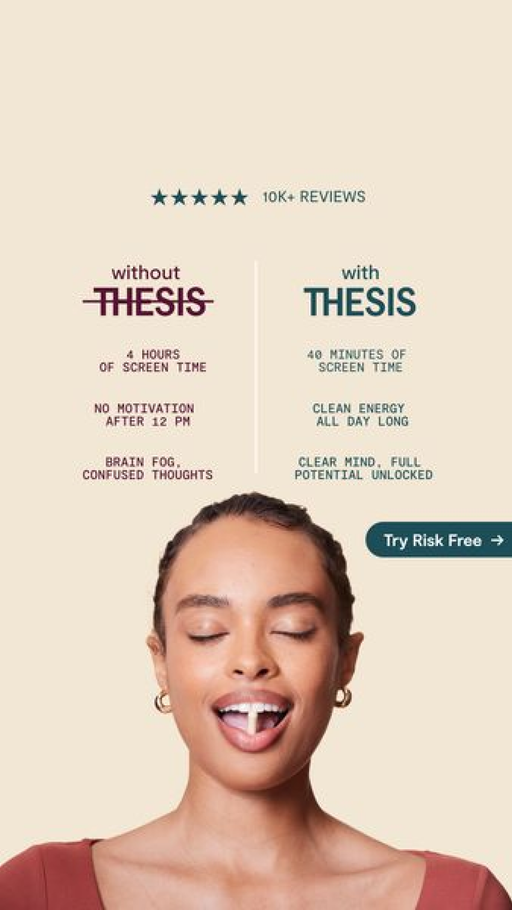 ★★★★★ 10K+ REVIEWS
without
THESIS
4 HOURS
OF SCREEN TIME
NO MOTIVATION
AFTER 12 PM
BRAIN FOG,
CONFUSED THOUGHTS
with
THESIS
40 MINUTES OF
SCREEN TIME
CLEAN ENERGY
ALL DAY LONG
CLEAR MIND, FULL
POTENTIAL UNLOCKED
Try Risk Free →